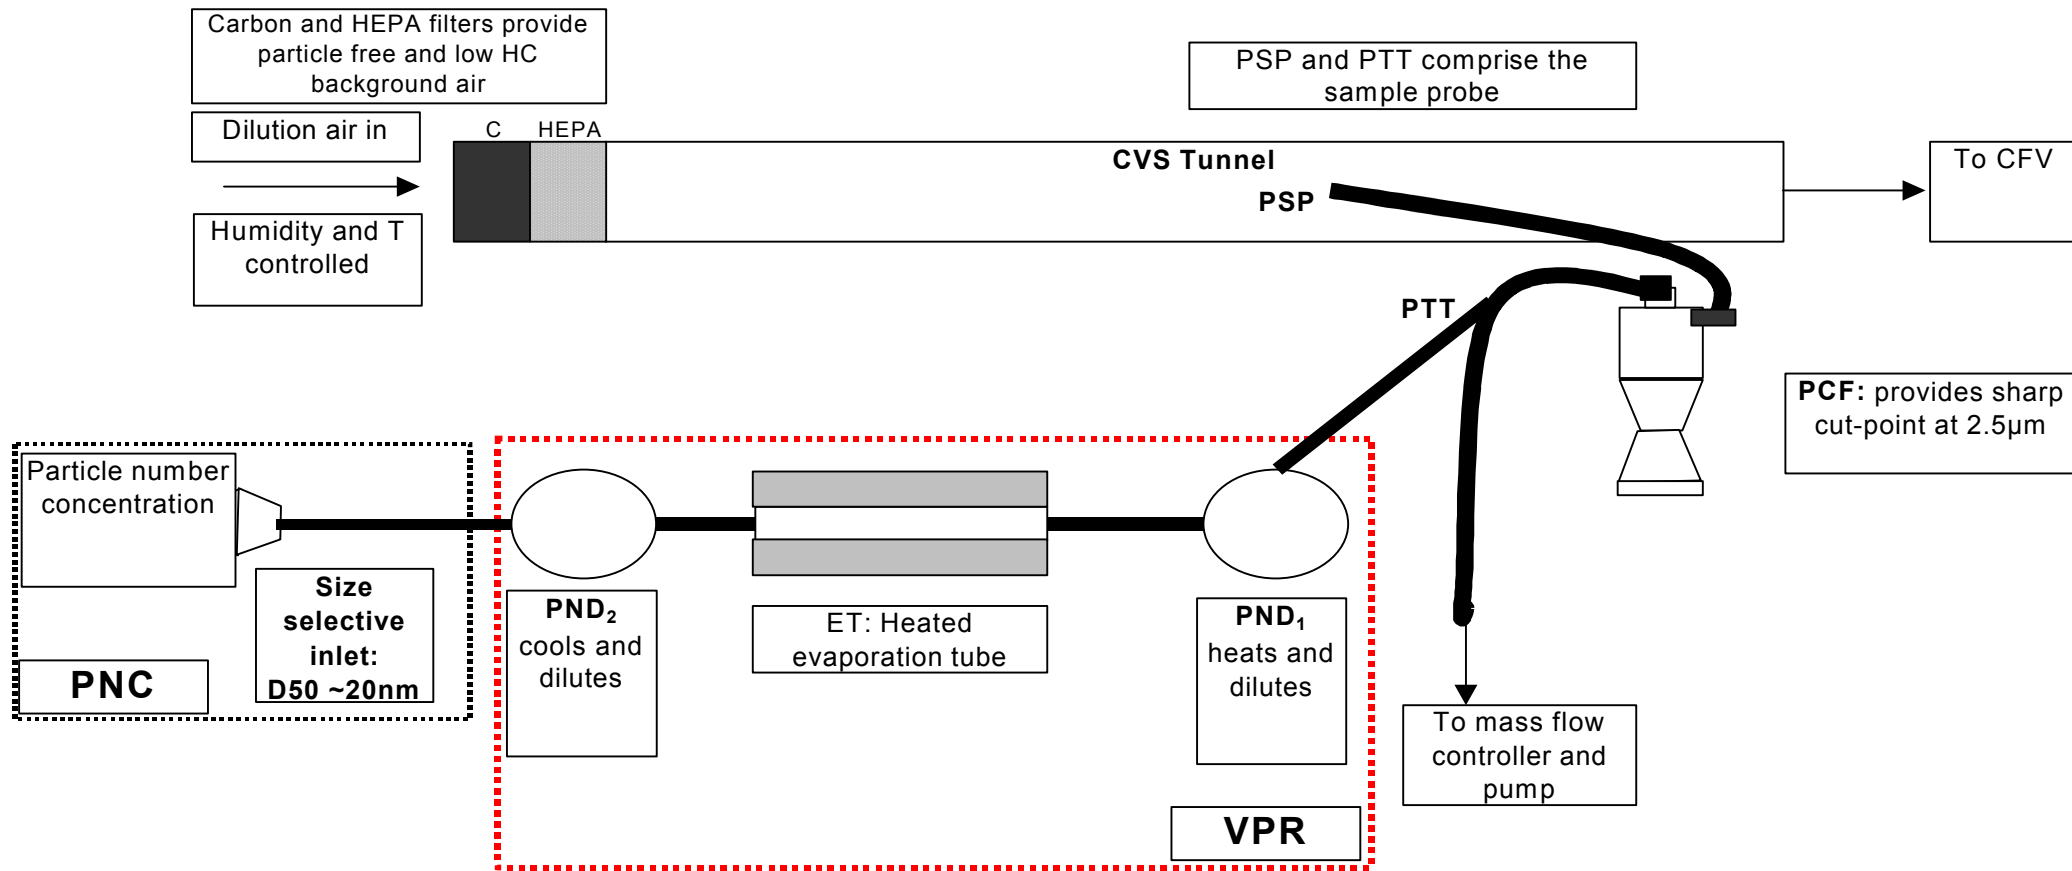 Carbon and HEPA filters provide
particle free and low HC
background air
PSP and PTT comprise the
sample probe
Dilution air in
C HEPA
CVS Tunnel
To CFV
PSP
Humidity and T
controlled
PTT
PCF: provides sharp
cut-point at 2.5µm
Particle number
concentration
Size
selective
inlet:
D50 ~20nm
PNC
PND₂
cools and
dilutes
ET: Heated
evaporation tube
PND₁
heats and
dilutes
To mass flow
controller and
pump
VPR